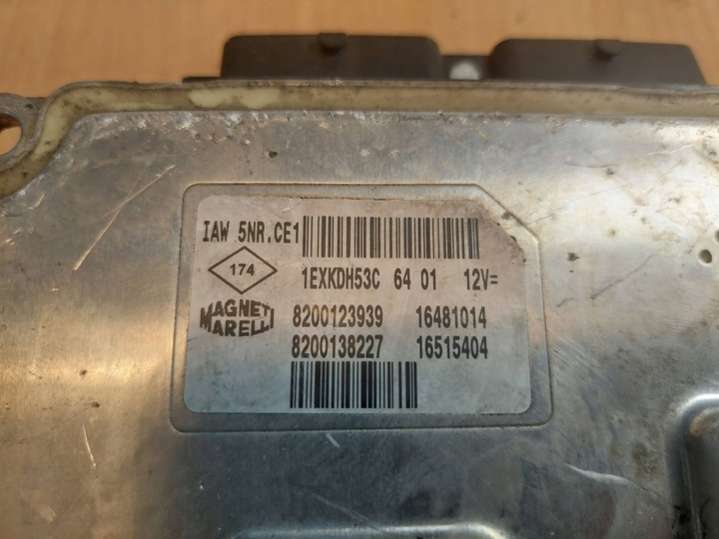 IAW 5NR.CE1
174
1EXKDH53C 64 01 12V=
MAGNETI
MARELLI
8200123939 16481014
8200138227 16515404